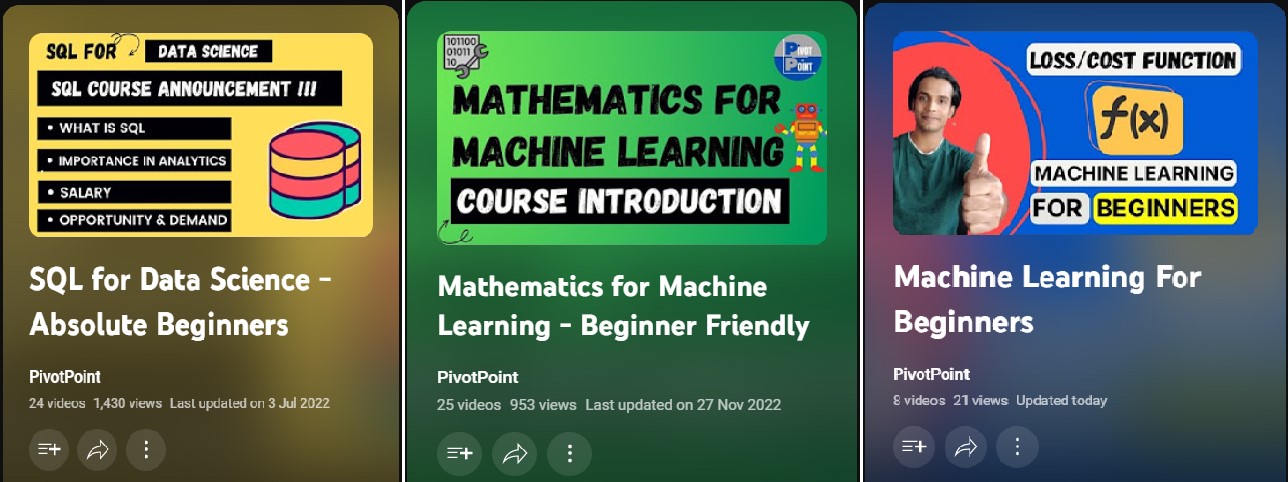 SQL FOR DATA SCIENCE
SQL COURSE ANNOUNCEMENT !!!
• WHAT IS SQL
• IMPORTANCE IN ANALYTICS
• SALARY
• OPPORTUNITY & DEMAND
SQL for Data Science -
Absolute Beginners
PivotPoint
24 videos 1,430 views Last updated on 3 Jul 2022
101100
01011
10
PIVOT
POINT
MATHEMATICS FOR
MACHINE LEARNING
COURSE INTRODUCTION
Mathematics for Machine
Learning - Beginner Friendly
PivotPoint
25 videos 953 views Last updated on 27 Nov 2022
LOSS/COST FUNCTION
f(x)
MACHINE LEARNING
FOR BEGINNERS
Machine Learning For
Beginners
PivotPoint
8 videos 21 views Updated today